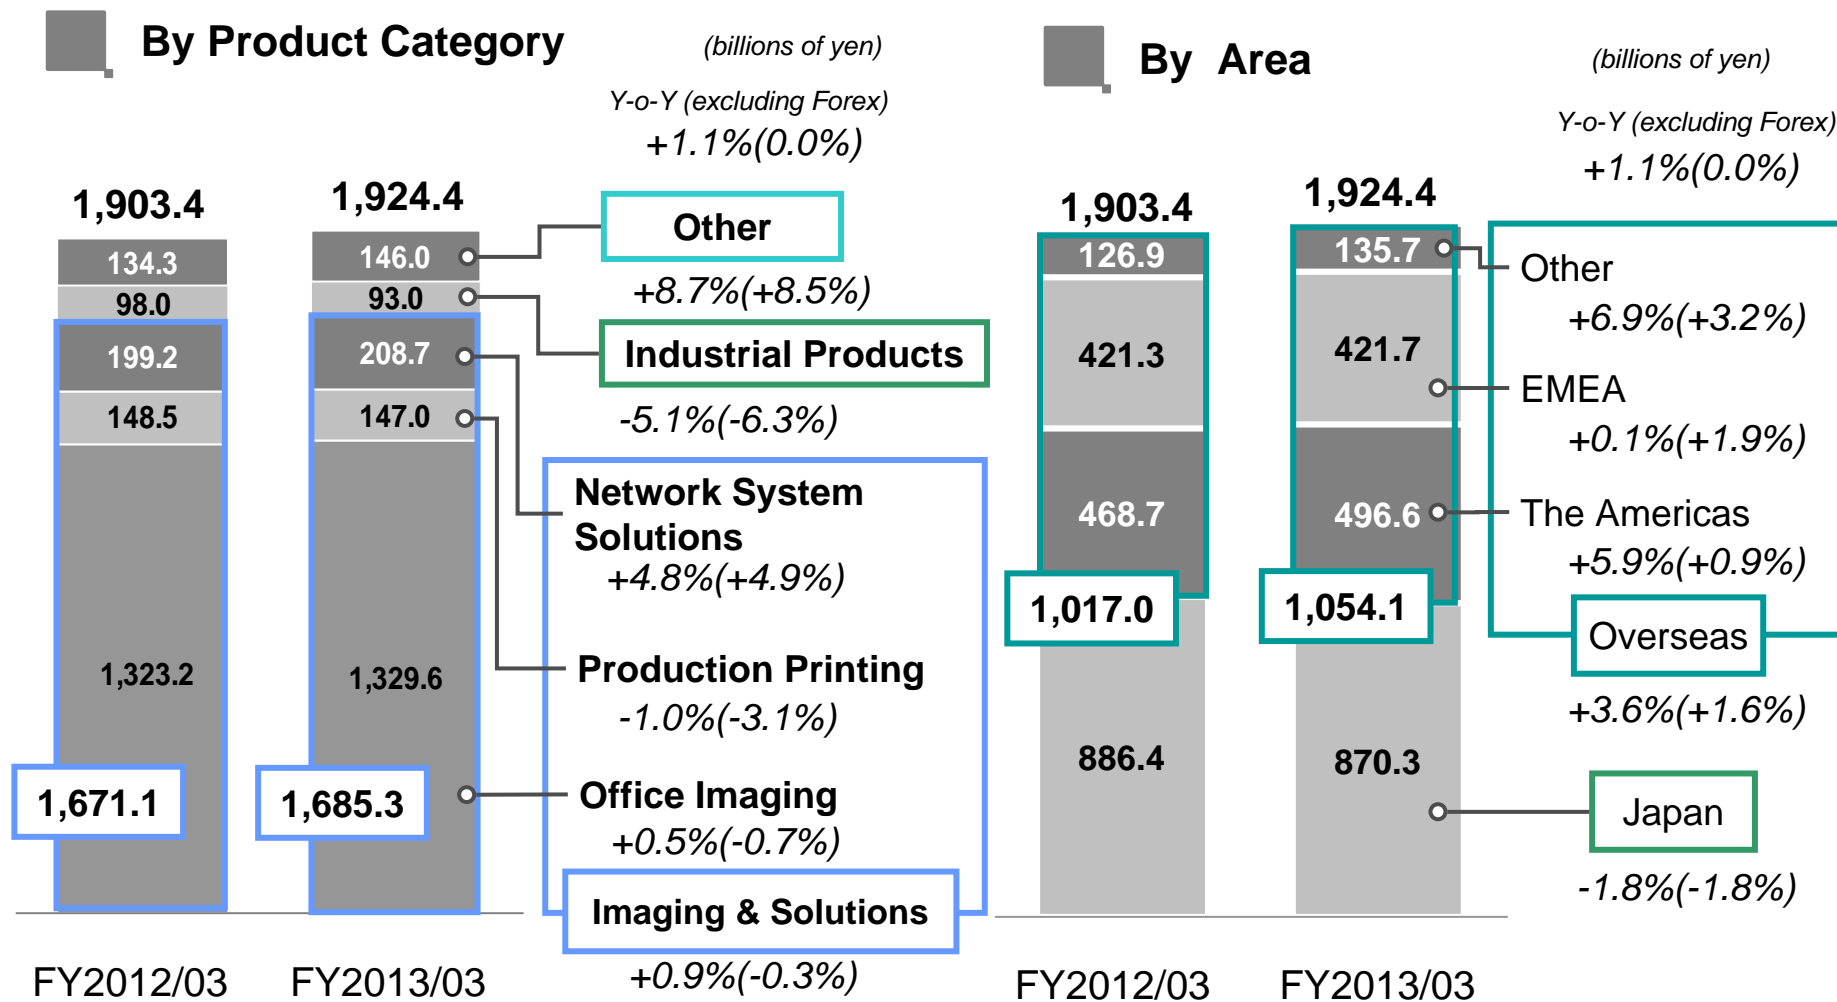 By Product Category
(billions of yen)
Y-o-Y (excluding Forex)
+1.1%(0.0%)
1,903.4
1,924.4
134.3
98.0
199.2
148.5
1,323.2
1,671.1
146.0
93.0
208.7
147.0
1,329.6
1,685.3
Other
+8.7%(+8.5%)
Industrial Products
-5.1%(-6.3%)
Network System
Solutions
+4.8%(+4.9%)
Production Printing
-1.0%(-3.1%)
Office Imaging
+0.5%(-0.7%)
Imaging & Solutions
+0.9%(-0.3%)
FY2012/03
FY2013/03
By Area
(billions of yen)
Y-o-Y (excluding Forex)
+1.1%(0.0%)
1,903.4
1,924.4
126.9
421.3
468.7
1,017.0
886.4
135.7
421.7
496.6
1,054.1
870.3
Other
+6.9%(+3.2%)
EMEA
+0.1%(+1.9%)
The Americas
+5.9%(+0.9%)
Overseas
+3.6%(+1.6%)
Japan
-1.8%(-1.8%)
FY2012/03
FY2013/03